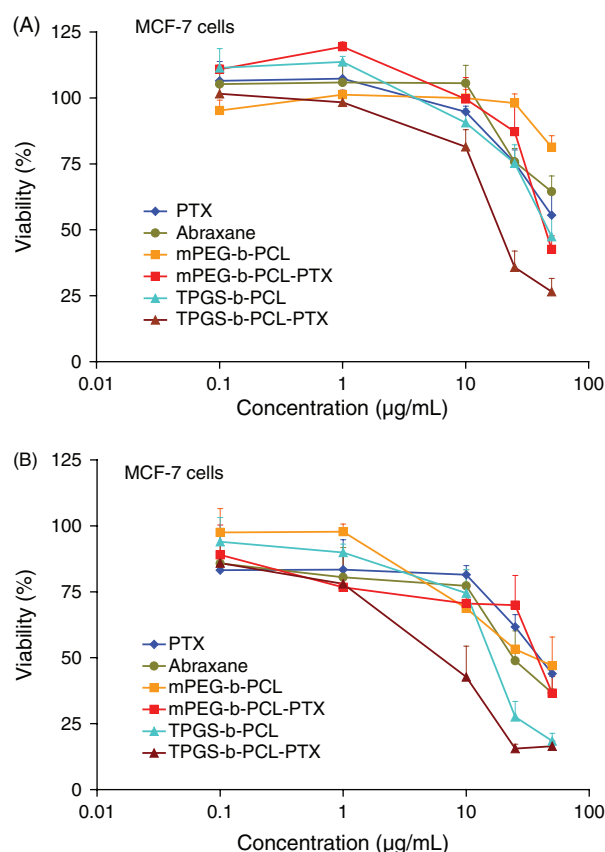 (A)
MCF-7 cells
125
100
75
50
25
0
Viability (%)
PTX
Abraxane
mPEG-b-PCL
mPEG-b-PCL-PTX
TPGS-b-PCL
TPGS-b-PCL-PTX
0.01 0.1 1 10 100
Concentration (µg/mL)
(B)
MCF-7 cells
125
100
75
50
25
0
Viability (%)
PTX
Abraxane
mPEG-b-PCL
mPEG-b-PCL-PTX
TPGS-b-PCL
TPGS-b-PCL-PTX
0.01 0.1 1 10 100
Concentration (µg/mL)